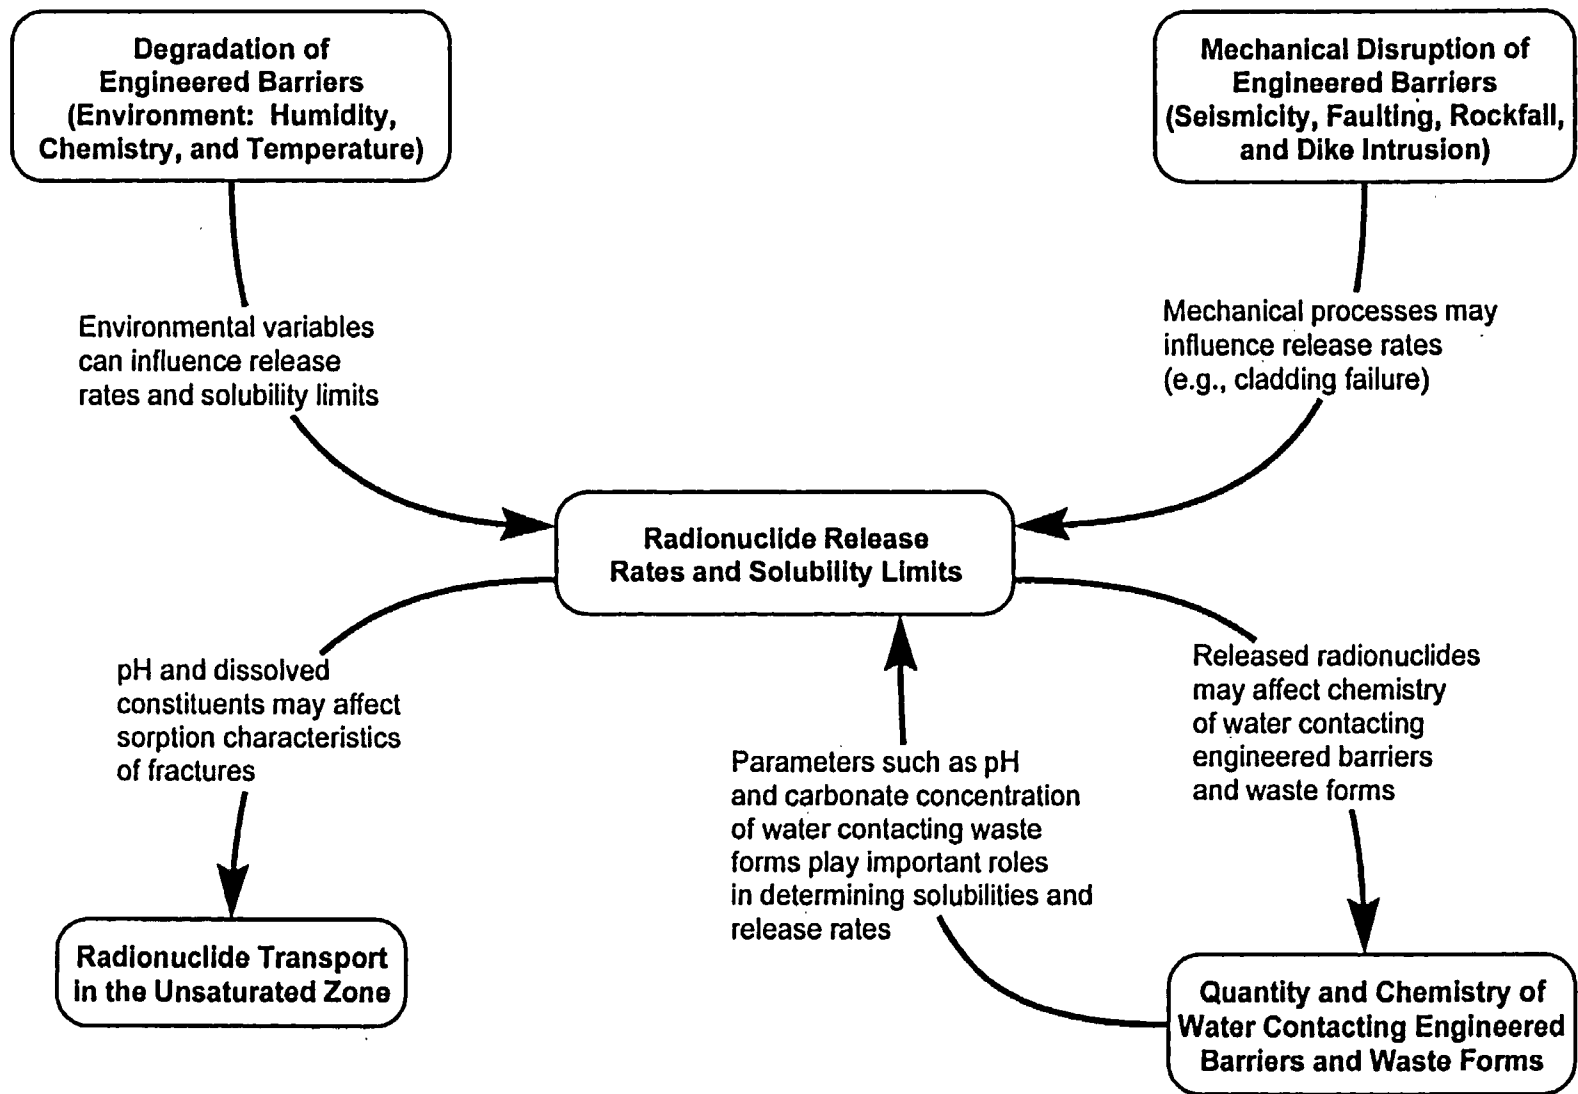 Degradation of
Engineered Barriers
(Environment: Humidity,
Chemistry, and Temperature)
Mechanical Disruption of
Engineered Barriers
(Seismicity, Faulting, Rockfall,
and Dike Intrusion)
Environmental variables
can influence release
rates and solubility limits
Mechanical processes may
influence release rates
(e.g., cladding failure)
Radionuclide Release
Rates and Solubility Limits
pH and dissolved
constituents may affect
sorption characteristics
of fractures
Parameters such as pH
and carbonate concentration
of water contacting waste
forms play important roles
in determining solubilities and
release rates
Released radionuclides
may affect chemistry
of water contacting
engineered barriers
and waste forms
Radionuclide Transport
in the Unsaturated Zone
Quantity and Chemistry of
Water Contacting Engineered
Barriers and Waste Forms